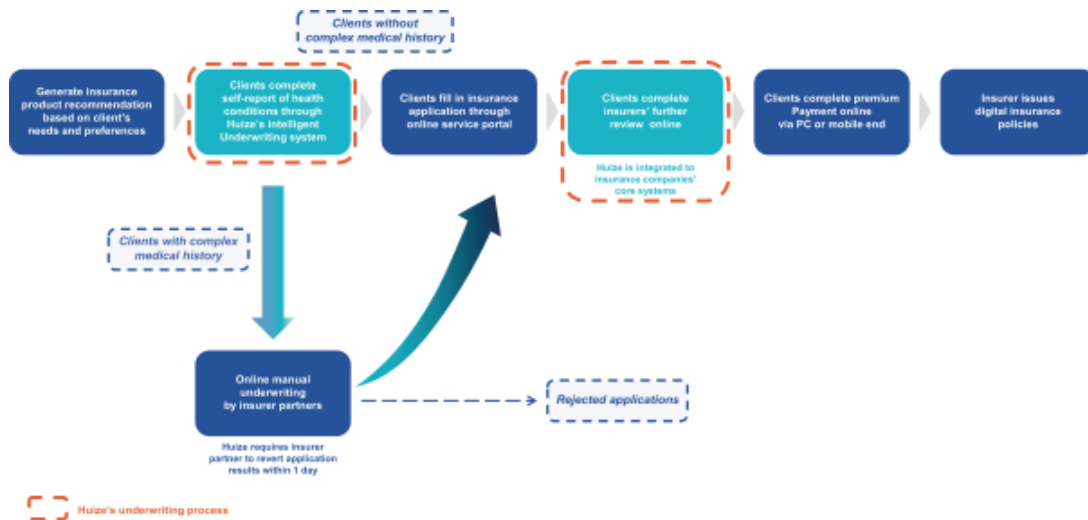 Clients without
complex medical history
Generate insurance
product recommendation
based on client's
needs and preferences
Clients complete
self-report of health
conditions through
Huize's Intelligent
Underwriting system
Clients fill in insurance
application through
online service portal
Clients complete
insurers' further
review online
Clients complete premium
Payment online
via PC or mobile end
Insurer issues
digital insurance
policies
Huize is integrated to
insurance companies'
core systems
Clients with complex
medical history
Online manual
underwriting
by insurer partners
Rejected applications
Huize requires insurer
partner to revert application
results within 1 day
Huize's underwriting process